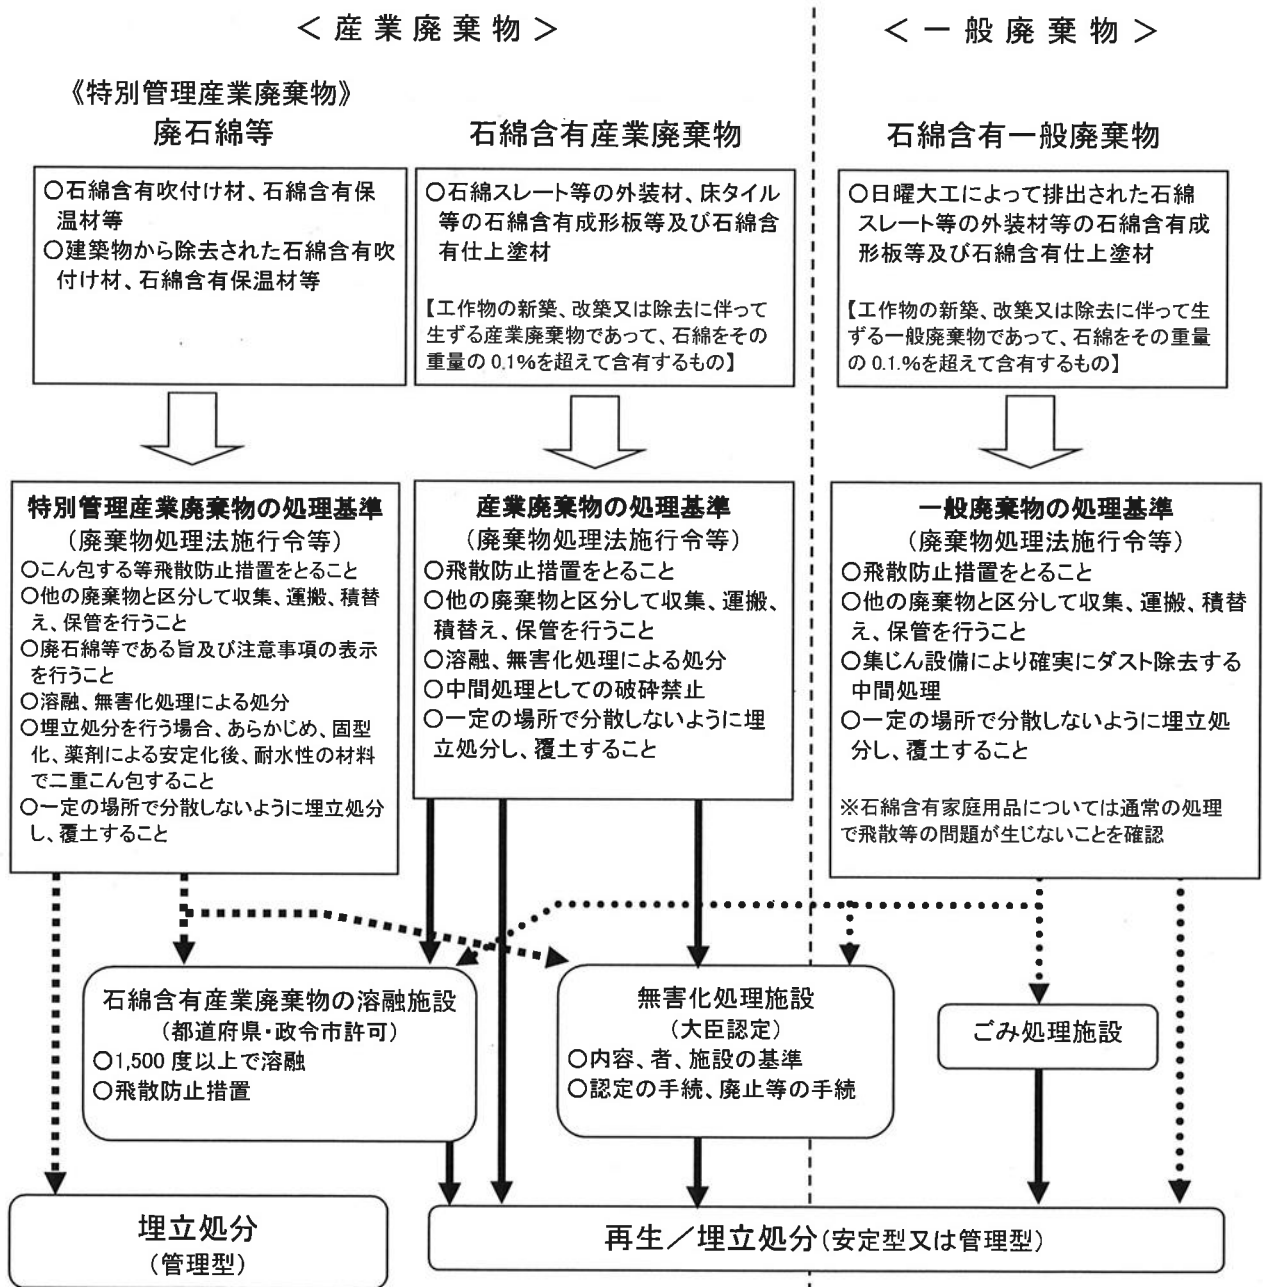 ＜産業廃棄物＞
＜一般廃棄物＞
《特別管理産業廃棄物》
廃石綿等
○石綿含有吹付け材、石綿含有保
温材等
○建築物から除去された石綿含有吹
付け材、石綿含有保温材等
石綿含有産業廃棄物
○石綿スレート等の外装材、床タイル
等の石綿含有成形板等及び石綿含
有仕上塗材
【工作物の新築、改築又は除去に伴って
生ずる産業廃棄物であって、石綿をその
重量の0.1%を超えて含有するもの】
石綿含有一般廃棄物
○日曜大工によって排出された石綿
スレート等の外装材等の石綿含有成
形板等及び石綿含有仕上塗材
【工作物の新築、改築又は除去に伴って生
ずる一般廃棄物であって、石綿をその重量
の0.1.%を超えて含有するもの】
特別管理産業廃棄物の処理基準
（廃棄物処理法施行令等）
○こん包する等飛散防止措置をとること
○他の廃棄物と区分して収集、運搬、積替
え、保管を行うこと
○廃石綿等である旨及び注意事項の表示
を行うこと
○溶融、無害化処理による処分
○埋立処分を行う場合、あらかじめ、固型
化、薬剤による安定化後、耐水性の材料
で二重こん包すること
○一定の場所で分散しないように埋立処分
し、覆土すること
産業廃棄物の処理基準
（廃棄物処理法施行令等）
○飛散防止措置をとること
○他の廃棄物と区分して収集、運搬、
積替え、保管を行うこと
○溶融、無害化処理による処分
○中間処理としての破砕禁止
○一定の場所で分散しないように埋
立処分し、覆土すること
一般廃棄物の処理基準
（廃棄物処理法施行令等）
○飛散防止措置をとること
○他の廃棄物と区分して収集、運搬、積替
え、保管を行うこと
○集じん設備により確実にダスト除去する
中間処理
○一定の場所で分散しないように埋立処
分し、覆土すること
※石綿含有家庭用品については通常の処理
で飛散等の問題が生じないことを確認
石綿含有産業廃棄物の溶融施設
（都道府県・政令市許可）
○1,500度以上で溶融
○飛散防止措置
無害化処理施設
（大臣認定）
○内容、者、施設の基準
○認定の手続、廃止等の手続
ごみ処理施設
埋立処分
（管理型）
再生／埋立処分（安定型又は管理型）